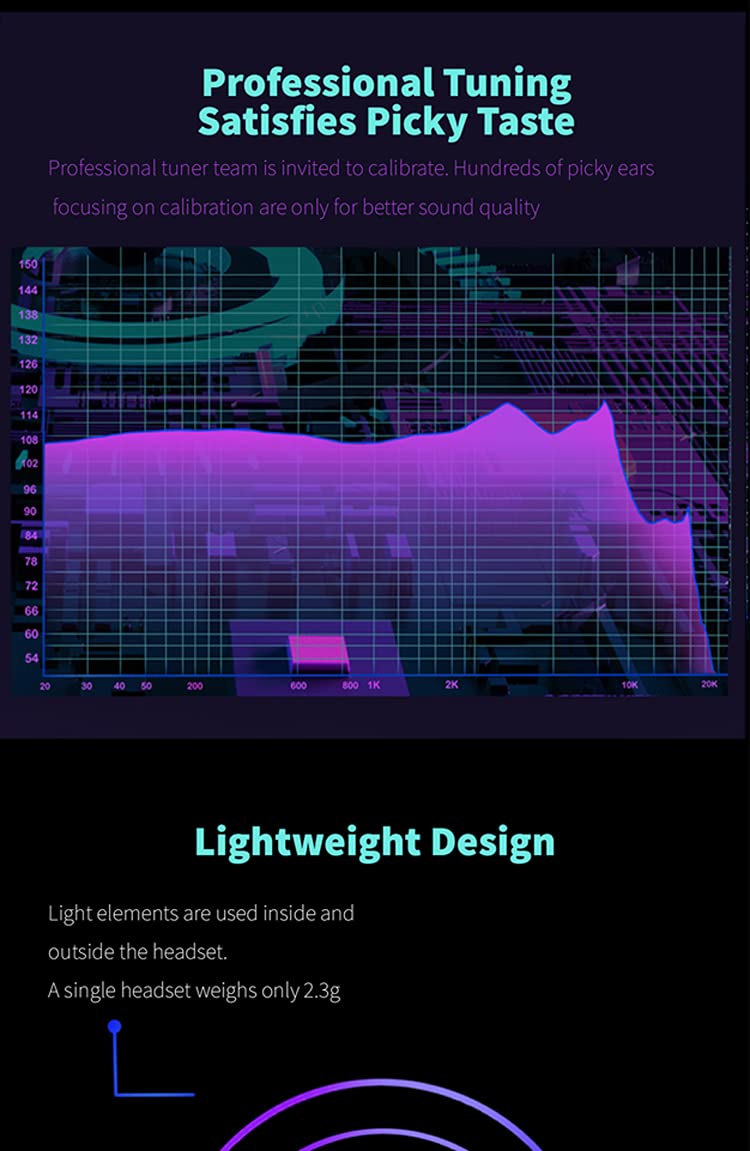 Professional Tuning
Satisfies Picky Taste
Professional tuner team is invited to calibrate. Hundreds of picky ears
focusing on calibration are only for better sound quality
150
144
138
132
126
120
114
108
102
96
90
84
78
72
66
60
54
20 30 40 50 200 600 800 1K 2K 10K 20K
Lightweight Design
Light elements are used inside and
outside the headset.
A single headset weighs only 2.3g